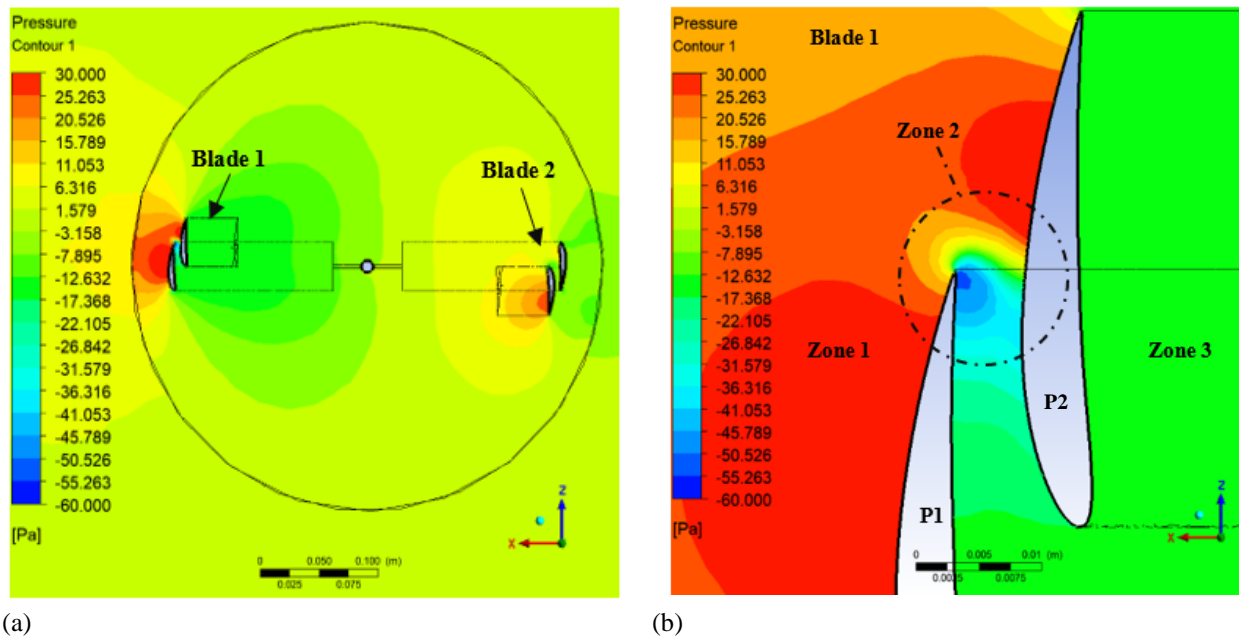 Pressure
Contour 1
30.000
25.263
20.526
15.789
11.053
6.316
1.579
-3.158
-7.895
-12.632
-17.368
-22.105
-26.842
-31.579
-36.316
-41.053
-45.789
-50.526
-55.263
-60.000
[Pa]
Blade 1
Blade 2
Z
X
0 0.050 0.100 (m)
0.025 0.075
(a)
Pressure
Contour 1
30.000
25.263
20.526
15.789
11.053
6.316
1.579
-3.158
-7.895
-12.632
-17.368
-22.105
-26.842
-31.579
-36.316
-41.053
-45.789
-50.526
-55.263
-60.000
[Pa]
Blade 1
Zone 2
Zone 1
Zone 3
P2
P1
Z
X
0 0.005 0.01 (m)
0.0025 0.0075
(b)